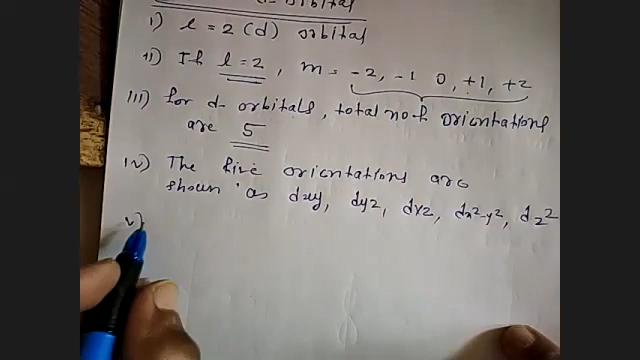 orbital
i) l = 2 (d) orbital
ii) If l = 2, m = -2, -1 0, +1, +2
iii) for d- orbitals, total no of orientations
are 5
iv) The five orientations are
shown as dxy, dyz, dxz, dx²-y², dz²
v)